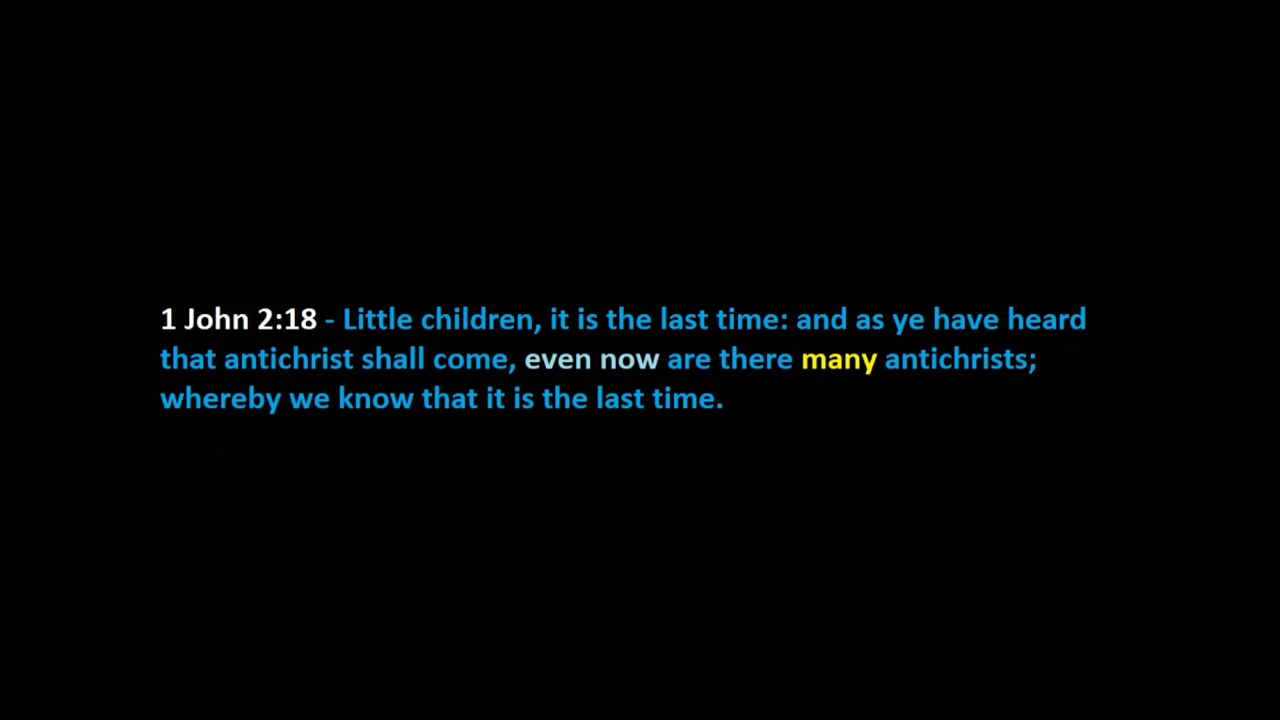 1 John 2:18 - Little children, it is the last time: and as ye have heard
that antichrist shall come, even now are there many antichrists;
whereby we know that it is the last time.